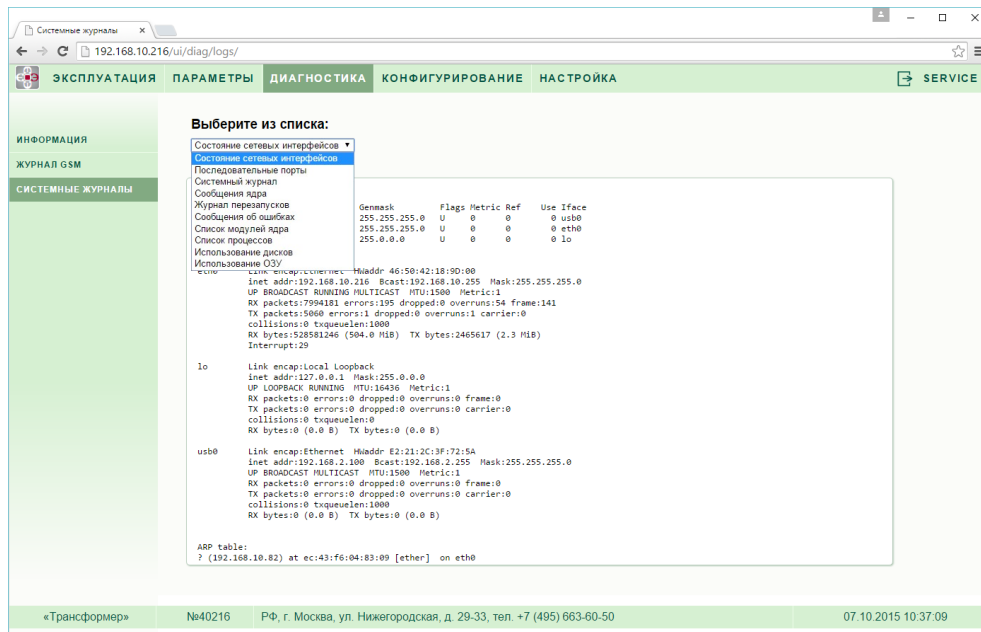 Системные журналы
192.168.10.216/ui/diag/logs/
ЭКСПЛУАТАЦИЯ ПАРАМЕТРЫ ДИАГНОСТИКА КОНФИГУРИРОВАНИЕ НАСТРОЙКА SERVICE
ИНФОРМАЦИЯ
ЖУРНАЛ GSM
СИСТЕМНЫЕ ЖУРНАЛЫ
Выберите из списка:
Состояние сетевых интерфейсов
Состояние сетевых интерфейсов
Последовательные порты
Системный журнал
Сообщения ядра
Журнал перезапусков
Сообщения об ошибках
Список модулей ядра
Список процессов
Использование дисков
Использование ОЗУ
Genmask Flags Metric Ref Use Iface
255.255.255.0 U 0 0 0 usb0
255.255.255.0 U 0 0 0 eth0
255.0.0.0 U 0 0 0 lo
eth0 Link encap:Ethernet HWaddr 46:50:42:18:9D:00
inet addr:192.168.10.216 Bcast:192.168.10.255 Mask:255.255.255.0
UP BROADCAST RUNNING MULTICAST MTU:1500 Metric:1
RX packets:7994181 errors:195 dropped:0 overruns:54 frame:141
TX packets:5060 errors:1 dropped:0 overruns:1 carrier:0
collisions:0 txqueuelen:1000
RX bytes:528581246 (504.0 MiB) TX bytes:2465617 (2.3 MiB)
Interrupt:29
lo Link encap:Local Loopback
inet addr:127.0.0.1 Mask:255.0.0.0
UP LOOPBACK RUNNING MTU:16436 Metric:1
RX packets:0 errors:0 dropped:0 overruns:0 frame:0
TX packets:0 errors:0 dropped:0 overruns:0 carrier:0
collisions:0 txqueuelen:0
RX bytes:0 (0.0 B) TX bytes:0 (0.0 B)
usb0 Link encap:Ethernet HWaddr E2:21:2C:3F:72:5A
inet addr:192.168.2.100 Bcast:192.168.2.255 Mask:255.255.255.0
UP BROADCAST MULTICAST MTU:1500 Metric:1
RX packets:0 errors:0 dropped:0 overruns:0 frame:0
TX packets:0 errors:0 dropped:0 overruns:0 carrier:0
collisions:0 txqueuelen:1000
RX bytes:0 (0.0 B) TX bytes:0 (0.0 B)
ARP table:
? (192.168.10.82) at ec:43:f6:04:83:09 [ether] on eth0
«Трансформер» №40216 РФ, г. Москва, ул. Нижегородская, д. 29-33, тел. +7 (495) 663-60-50 07.10.2015 10:37:09